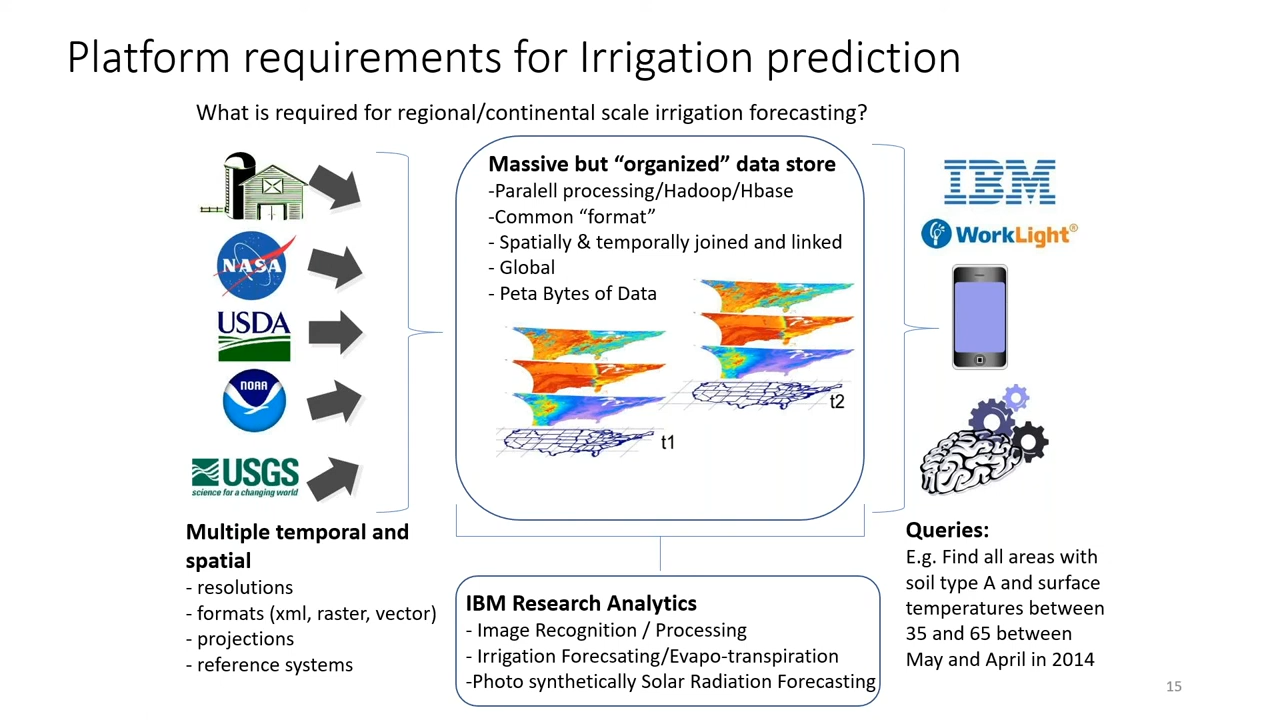 Platform requirements for Irrigation prediction
What is required for regional/continental scale irrigation forecasting?
NASA
USDA
NOAA
USGS
science for a changing world
Multiple temporal and
spatial
- resolutions
- formats (xml, raster, vector)
- projections
- reference systems
Massive but “organized” data store
-Paralell processing/Hadoop/Hbase
-Common “format”
- Spatially & temporally joined and linked
- Global
- Peta Bytes of Data
t1
t2
IBM Research Analytics
- Image Recognition / Processing
- Irrigation Forecsating/Evapo-transpiration
-Photo synthetically Solar Radiation Forecasting
IBM
WorkLight®
Queries:
E.g. Find all areas with
soil type A and surface
temperatures between
35 and 65 between
May and April in 2014
15